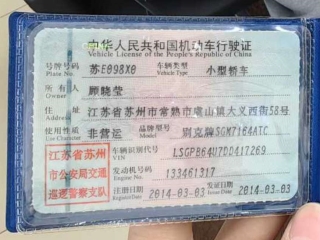 中华人民共和国机动车行驶证
Vehicle License of the People's Republic of China
号牌号码 苏E098X0 车辆类型 小型轿车
Plate No. Vehicle Type
所有人 顾晓莹
Owner
住址 江苏省苏州市常熟市虞山镇大义西街58号
Address
使用性质 非营运 品牌型号 别克牌SGM7164ATC
Use Character Model
江苏省苏州 车辆识别代号 LSGPB64U7DD417269
VIN
市公安局交通 发动机号码 133461317
Engine No.
巡逻警察支队 注册日期 2014-03-03 发证日期 2014-03-03
Register Date Issue Date